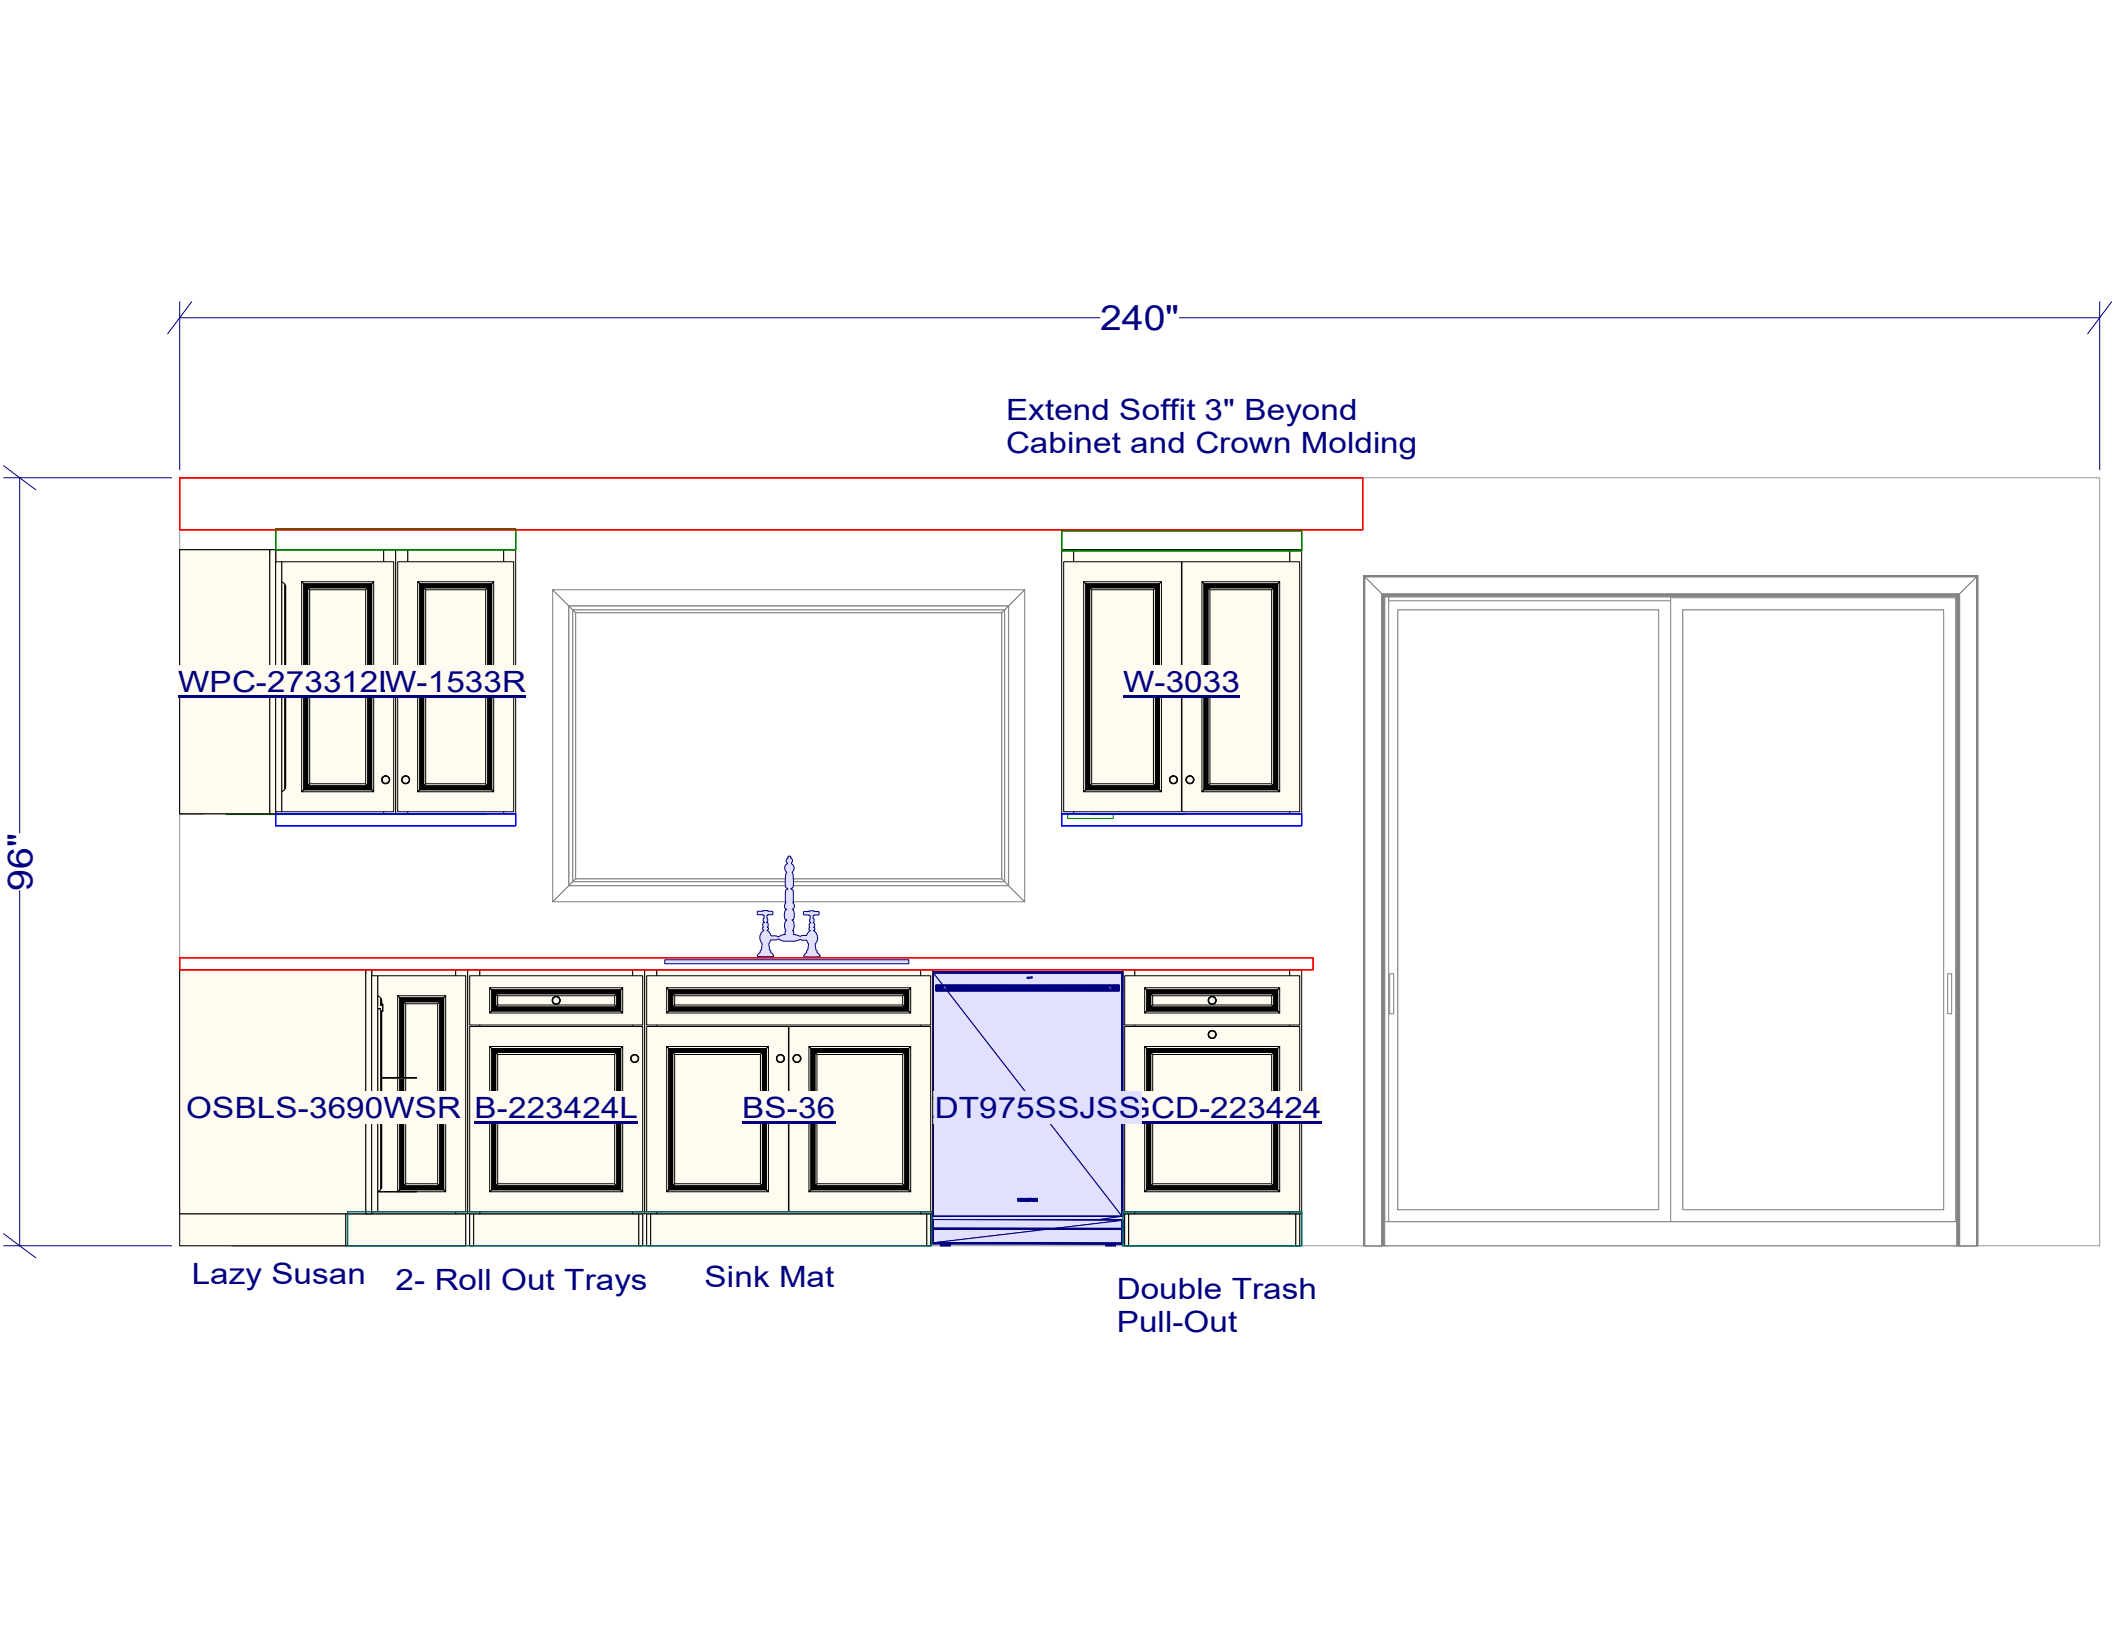 240"
Extend Soffit 3" Beyond
Cabinet and Crown Molding
96"
WPC-273312
W-1533R
W-3033
OSBLS-3690WSR
B-223424L
BS-36
DT975SSJSS
CD-223424
Lazy Susan
2- Roll Out Trays
Sink Mat
Double Trash
Pull-Out